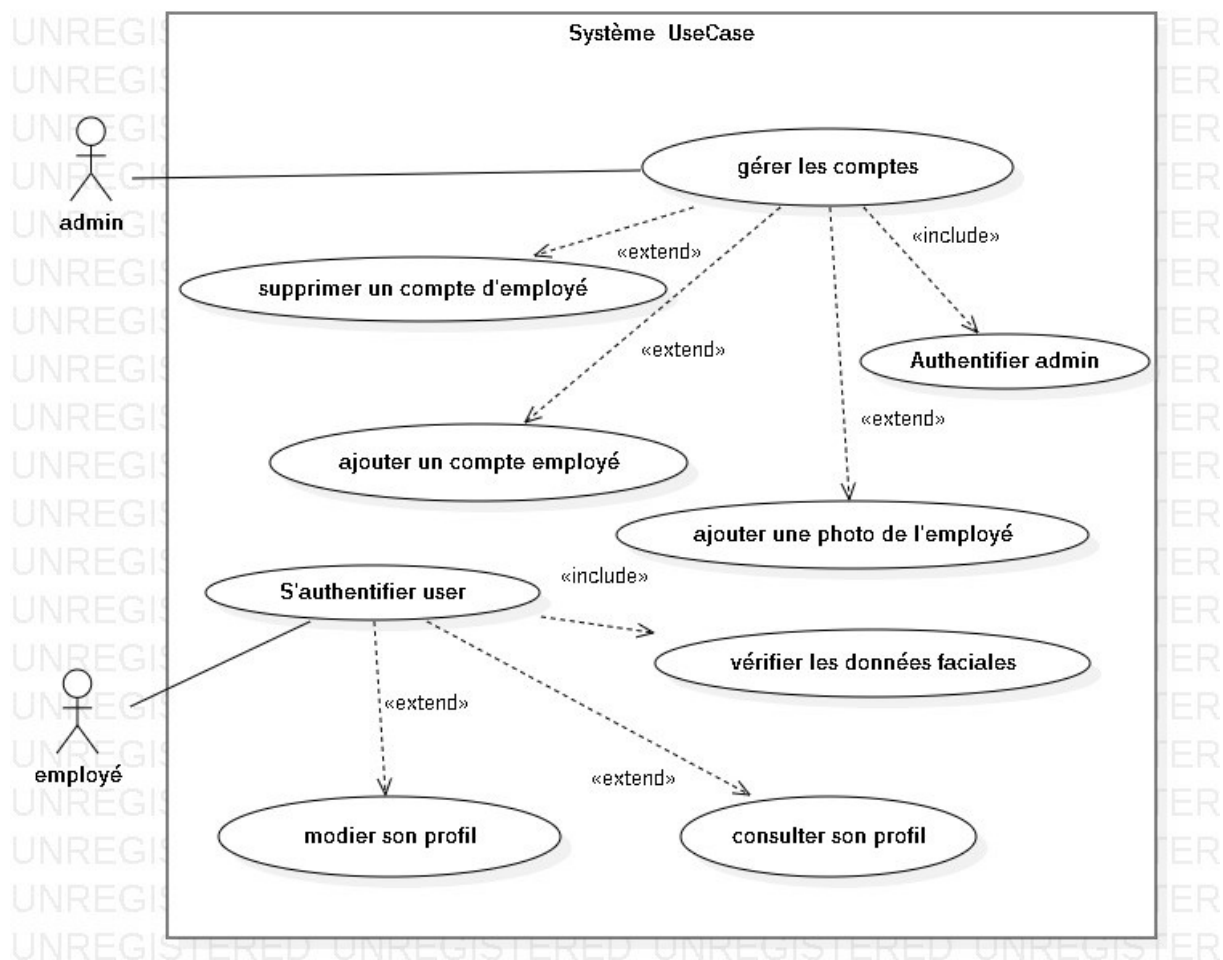 Système UseCase
gérer les comptes
admin
«include»
«extend»
supprimer un compte d'employé
«extend»
Authentifier admin
«extend»
ajouter un compte employé
ajouter une photo de l'employé
«include»
S'authentifier user
vérifier les données faciales
«extend»
employé
«extend»
modier son profil
consulter son profil
UNREGISTERED UNREGISTERED UNREGISTERED